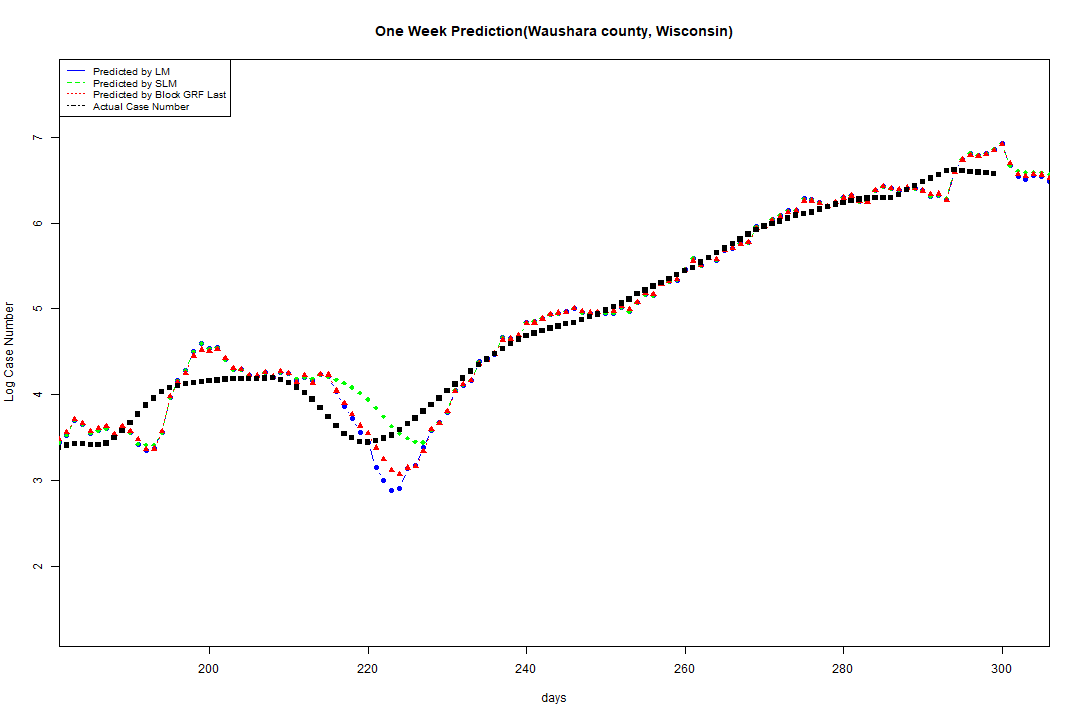 One Week Prediction(Waushara county, Wisconsin)
Predicted by LM
Predicted by SLM
Predicted by Block GRF Last
Actual Case Number
7
6
5
4
3
2
Log Case Number
200
220
240
260
280
300
days